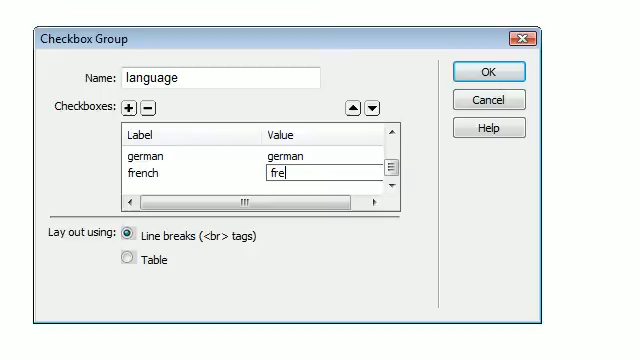 Checkbox Group
Name: language
OK
Checkboxes:
Cancel
Help
Label Value
german german
french fre
Lay out using: Line breaks (<br> tags)
Table